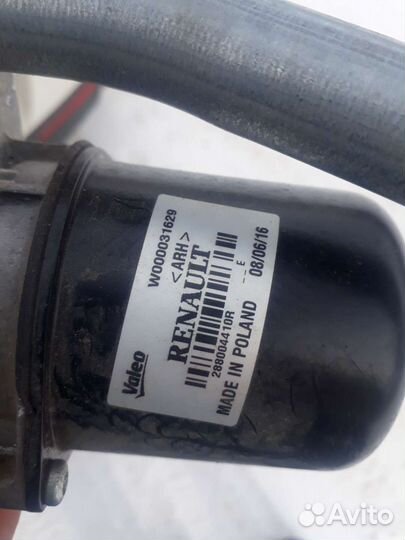 W000031629
<ARH>
RENAULT
288004410R
MADE IN POLAND
08/06/16
-- E
Valeo
Avito